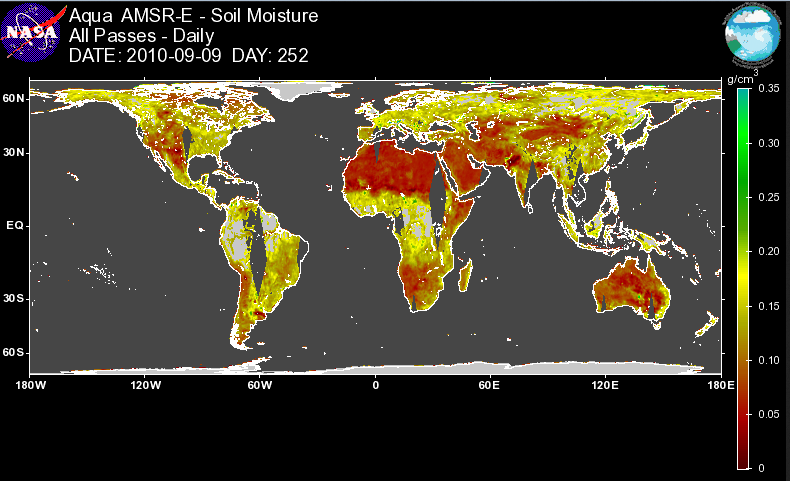 NASA
Aqua AMSR-E - Soil Moisture
All Passes - Daily
DATE: 2010-09-09 DAY: 252
g/cm³
60N
30N
EQ
30S
60S
180W
120W
60W
0
60E
120E
180E
0.35
0.30
0.25
0.20
0.15
0.10
0.05
0